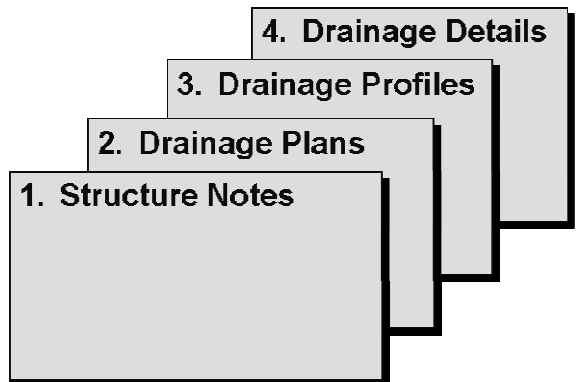 4. Drainage Details
3. Drainage Profiles
2. Drainage Plans
1. Structure Notes